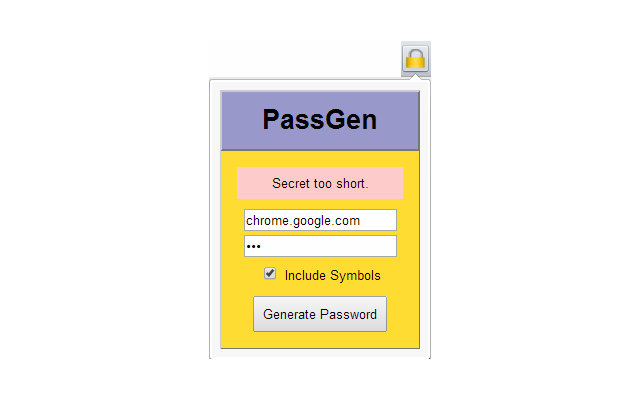 PassGen
Secret too short.
chrome.google.com
•••
Include Symbols
Generate Password